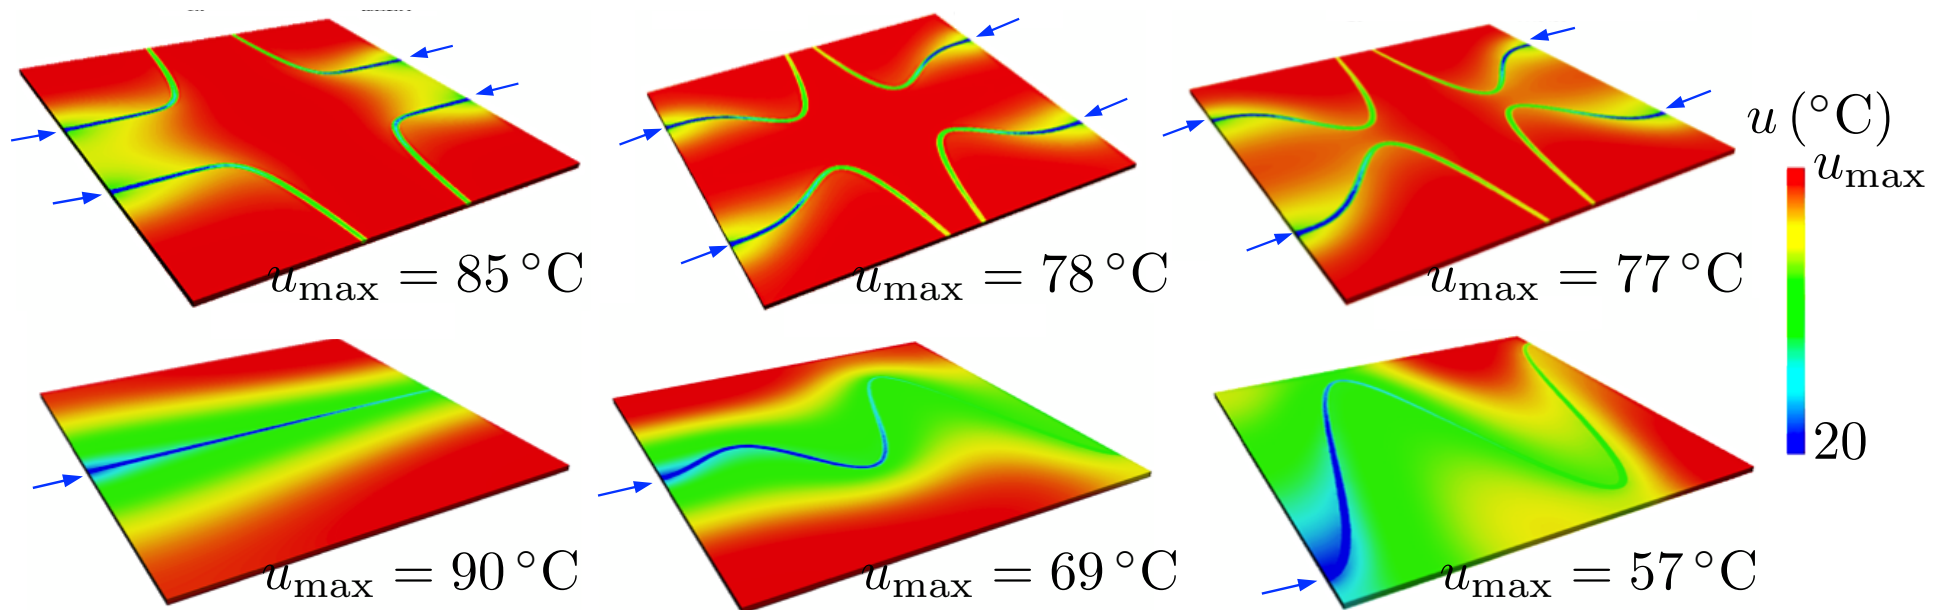 u (°C)
u_max
u_max = 85 °C
u_max = 78 °C
u_max = 77 °C
20
u_max = 90 °C
u_max = 69 °C
u_max = 57 °C